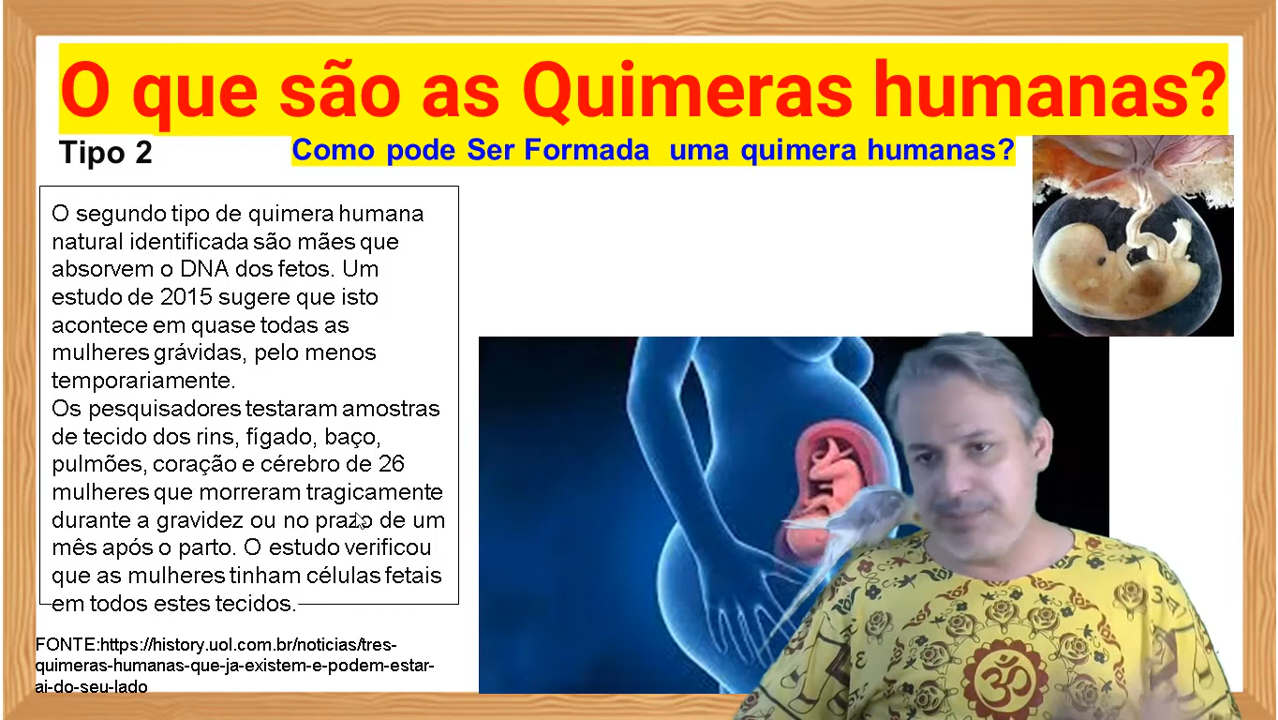 O que são as Quimeras humanas?
Tipo 2
Como pode Ser Formada uma quimera humanas?
O segundo tipo de quimera humana
natural identificada são mães que
absorvem o DNA dos fetos. Um
estudo de 2015 sugere que isto
acontece em quase todas as
mulheres grávidas, pelo menos
temporariamente.
Os pesquisadores testaram amostras
de tecido dos rins, fígado, baço,
pulmões, coração e cérebro de 26
mulheres que morreram tragicamente
durante a gravidez ou no prazo de um
mês após o parto. O estudo verificou
que as mulheres tinham células fetais
em todos estes tecidos.
FONTE:https://history.uol.com.br/noticias/tres-
quimeras-humanas-que-ja-existem-e-podem-estar-
ai-do-seu-lado
ॐ